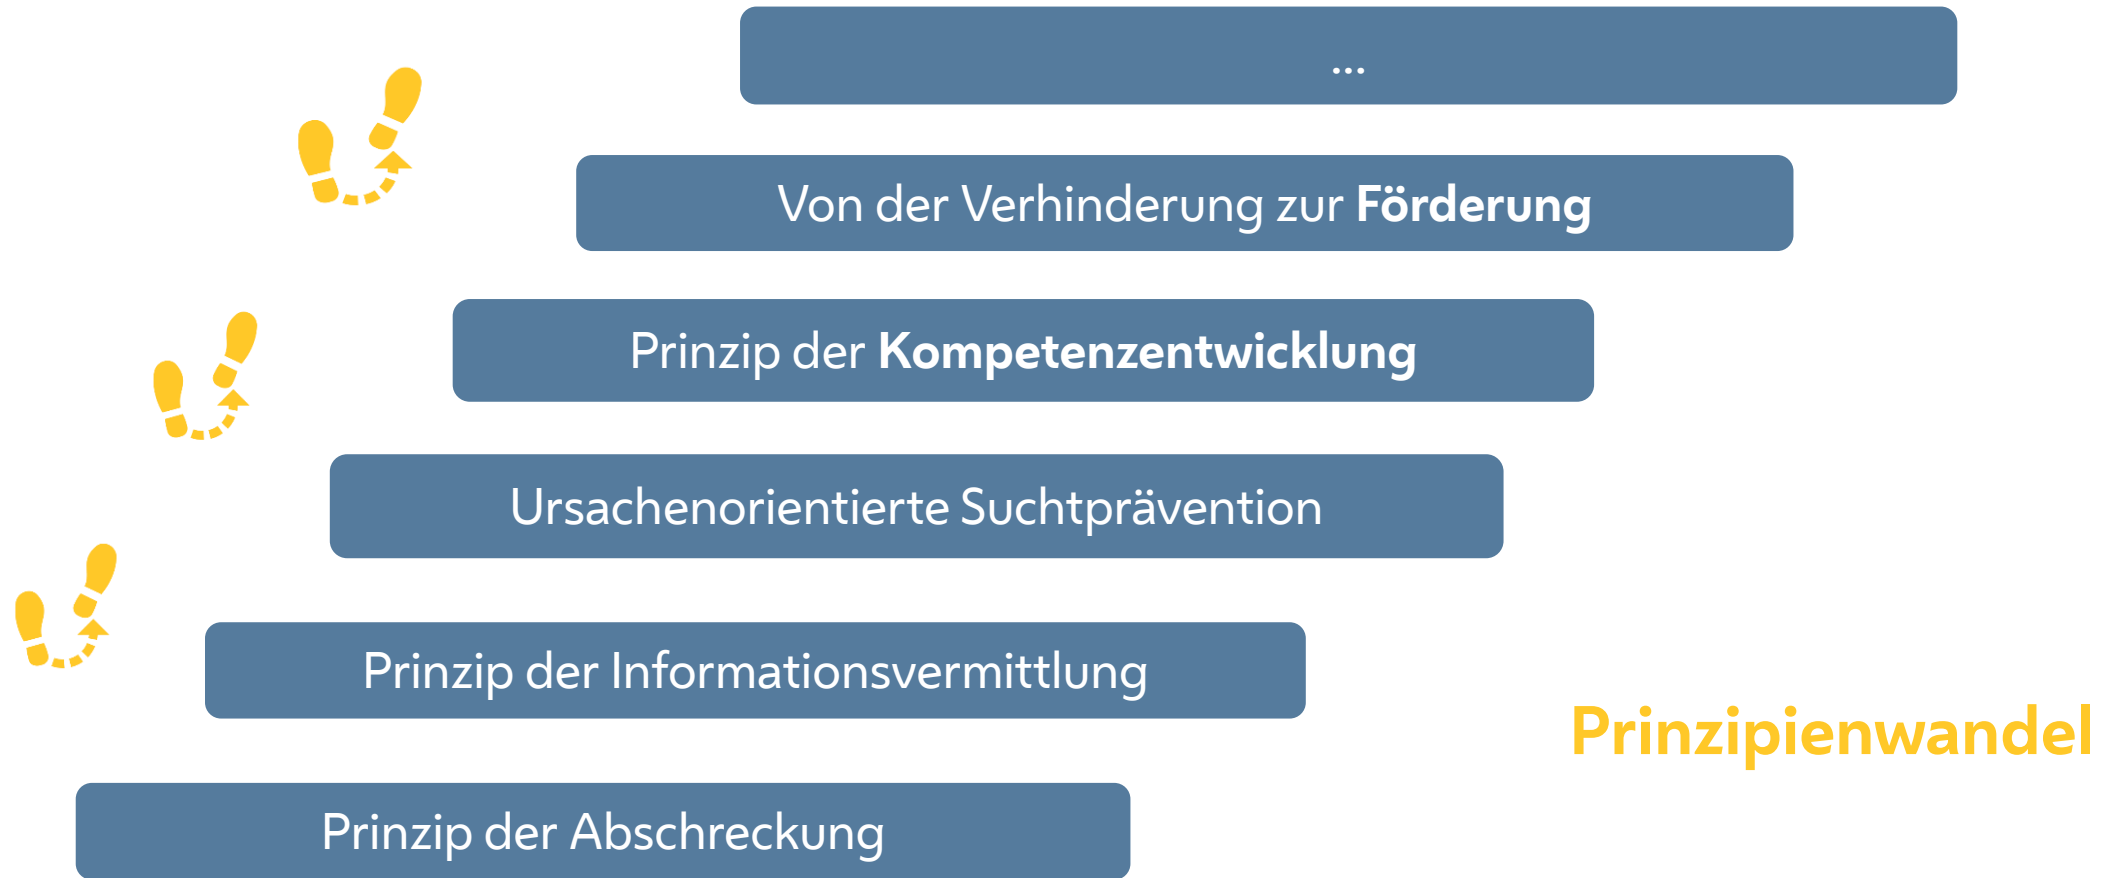 ...
Von der Verhinderung zur Förderung
Prinzip der Kompetenzentwicklung
Ursachenorientierte Suchtprävention
Prinzip der Informationsvermittlung
Prinzipienwandel
Prinzip der Abschreckung